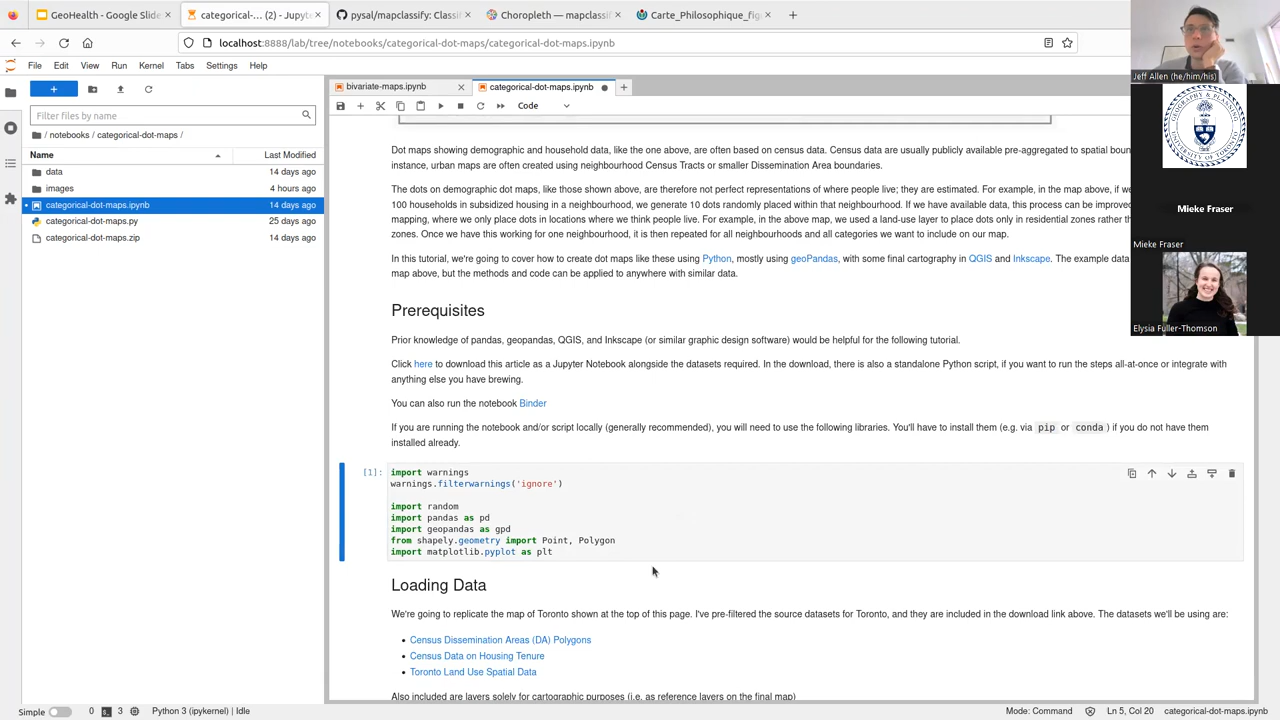 GeoHealth - Google Slide
categorical-... (2) - Jupyte
pysal/mapclassify: Classif
Choropleth — mapclassif
Carte_Philosophique_fig
localhost:8888/lab/tree/notebooks/categorical-dot-maps/categorical-dot-maps.ipynb
File Edit View Run Kernel Tabs Settings Help
Filter files by name
/ notebooks / categorical-dot-maps /
Name Last Modified
data 14 days ago
images 4 hours ago
categorical-dot-maps.ipynb 14 days ago
categorical-dot-maps.py 25 days ago
categorical-dot-maps.zip 14 days ago
bivariate-maps.ipynb
categorical-dot-maps.ipynb
Code
Dot maps showing demographic and household data, like the one above, are often based on census data. Census data are usually publicly available pre-aggregated to spatial boun
instance, urban maps are often created using neighbourhood Census Tracts or smaller Dissemination Area boundaries.
The dots on demographic dot maps, like those shown above, are therefore not perfect representations of where people live; they are estimated. For example, in the map above, if we
100 households in subsidized housing in a neighbourhood, we generate 10 dots randomly placed within that neighbourhood. If we have available data, this process can be improved
mapping, where we only place dots in locations where we think people live. For example, in the above map, we used a land-use layer to place dots only in residential zones rather th
zones. Once we have this working for one neighbourhood, it is then repeated for all neighbourhoods and all categories we want to include on our map.
In this tutorial, we're going to cover how to create dot maps like these using Python, mostly using geoPandas, with some final cartography in QGIS and Inkscape. The example data
map above, but the methods and code can be applied to anywhere with similar data.
Prerequisites
Prior knowledge of pandas, geopandas, QGIS, and Inkscape (or similar graphic design software) would be helpful for the following tutorial.
Click here to download this article as a Jupyter Notebook alongside the datasets required. In the download, there is also a standalone Python script, if you want to run the steps all-at-once or integrate with
anything else you have brewing.
You can also run the notebook Binder
If you are running the notebook and/or script locally (generally recommended), you will need to use the following libraries. You'll have to install them (e.g. via pip or conda ) if you do not have them
installed already.
[1]:
import warnings
warnings.filterwarnings('ignore')
import random
import pandas as pd
import geopandas as gpd
from shapely.geometry import Point, Polygon
import matplotlib.pyplot as plt
Loading Data
We're going to replicate the map of Toronto shown at the top of this page. I've pre-filtered the source datasets for Toronto, and they are included in the download link above. The datasets we'll be using are:
• Census Dissemination Areas (DA) Polygons
• Census Data on Housing Tenure
• Toronto Land Use Spatial Data
Also included are layers solely for cartographic purposes (i.e. as reference layers on the final map)
Simple 0 3 Python 3 (ipykernel) | Idle
Mode: Command Ln 5, Col 20 categorical-dot-maps.ipynb
Jeff Allen (he/him/his)
Mieke Fraser
Mieke Fraser
Elysia Fuller-Thomson